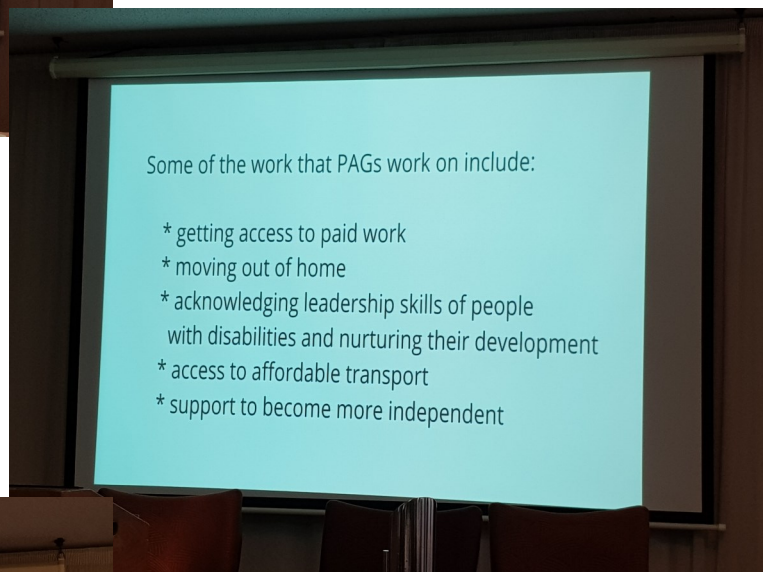 Some of the work that PAGs work on include:
* getting access to paid work
* moving out of home
* acknowledging leadership skills of people
with disabilities and nurturing their development
* access to affordable transport
* support to become more independent